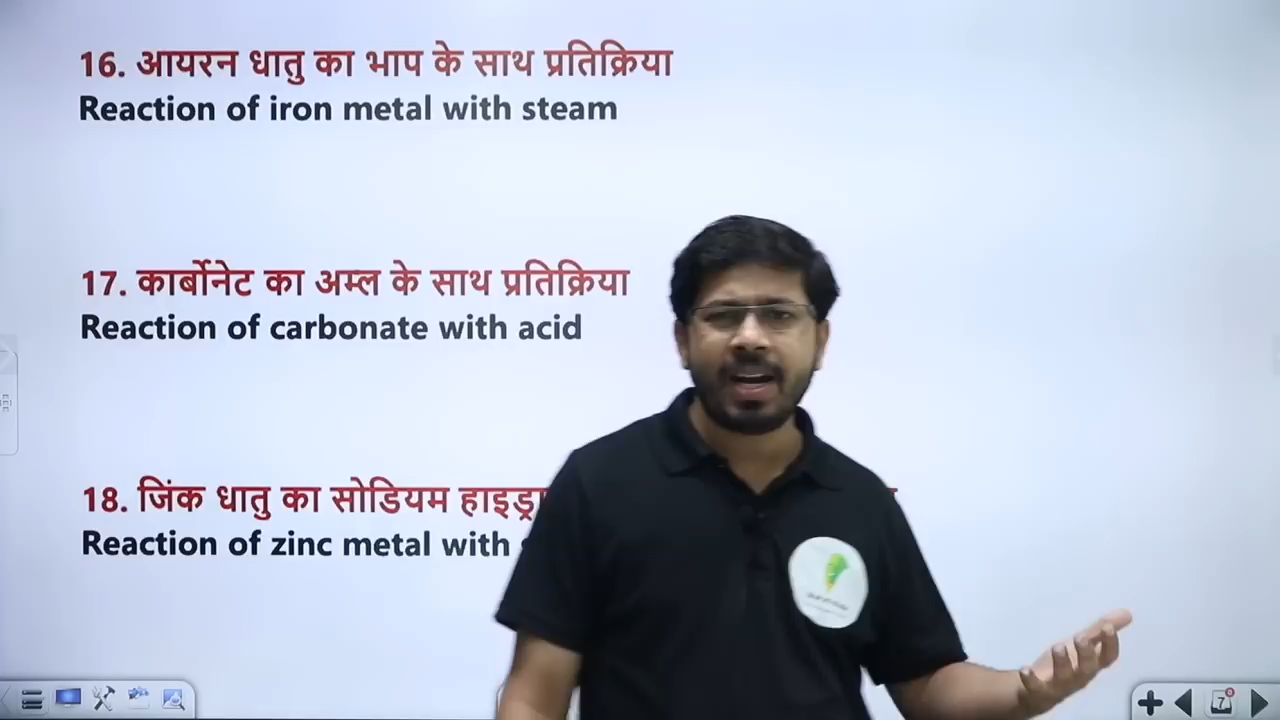 16. आयरन धातु का भाप के साथ प्रतिक्रिया
Reaction of iron metal with steam
17. कार्बोनेट का अम्ल के साथ प्रतिक्रिया
Reaction of carbonate with acid
18. जिंक धातु का सोडियम
Reaction of zinc metal with
7